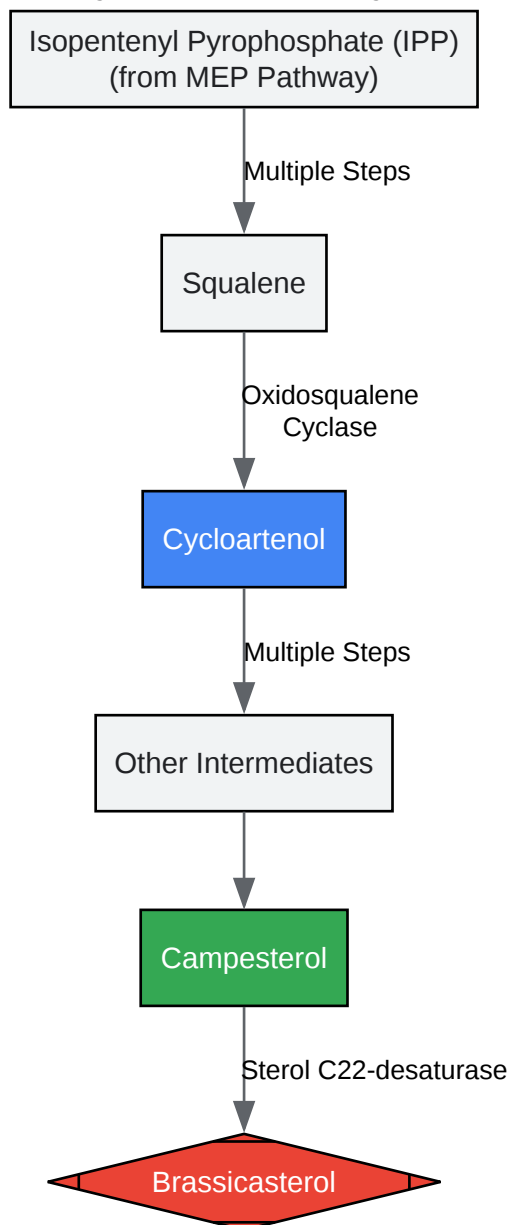 Isopentenyl Pyrophosphate (IPP)
(from MEP Pathway)
Multiple Steps
Squalene
Oxidosqualene
Cyclase
Cycloartenol
Multiple Steps
Other Intermediates
Campesterol
Sterol C22-desaturase
Brassicasterol